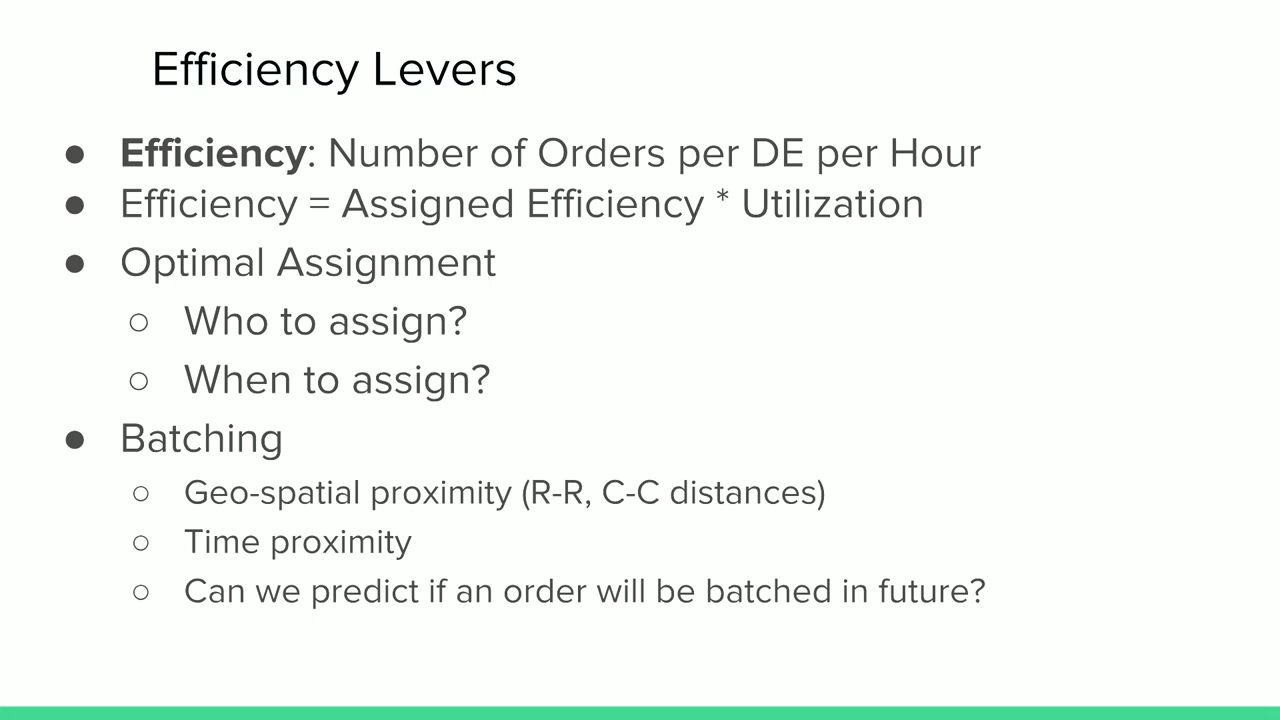 Efficiency Levers
● Efficiency: Number of Orders per DE per Hour
● Efficiency = Assigned Efficiency * Utilization
● Optimal Assignment
○ Who to assign?
○ When to assign?
● Batching
○ Geo-spatial proximity (R-R, C-C distances)
○ Time proximity
○ Can we predict if an order will be batched in future?